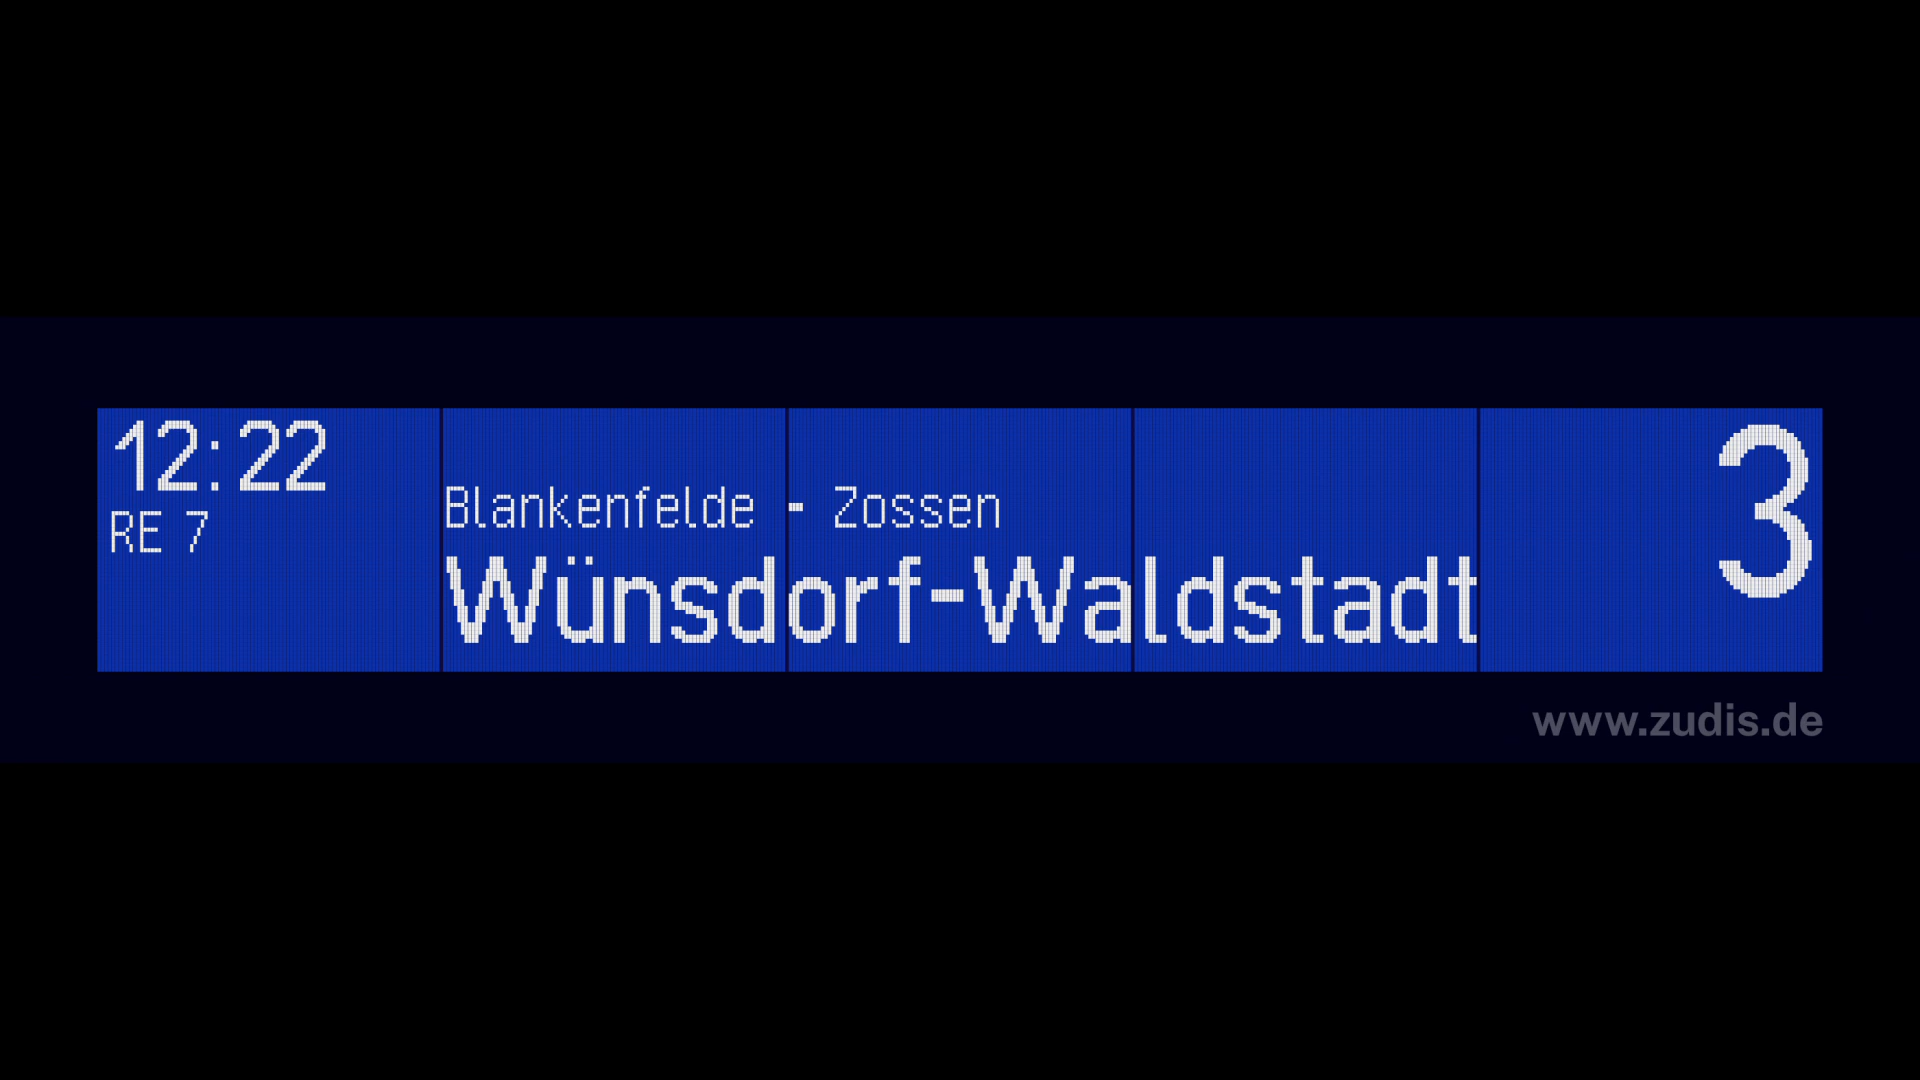 12:22
RE 7
Blankenfelde - Zossen
Wünsdorf-Waldstadt
3
www.zudis.de